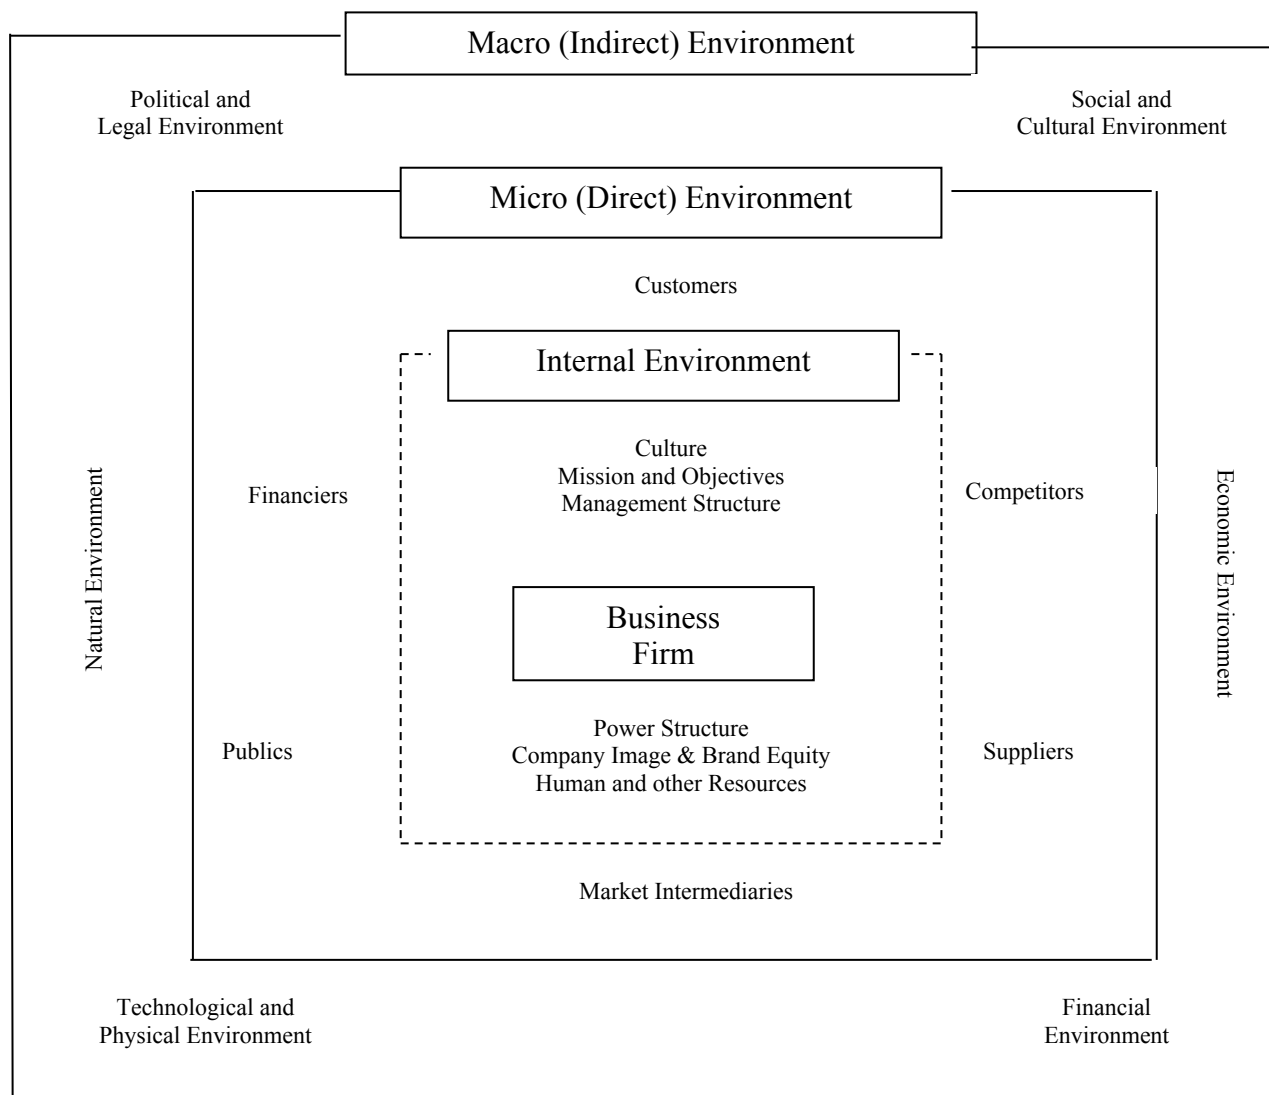 Macro (Indirect) Environment
Political and
Legal Environment
Social and
Cultural Environment
Micro (Direct) Environment
Customers
Internal Environment
Culture
Mission and Objectives
Management Structure
Financiers
Competitors
Natural Environment
Economic Environment
Business
Firm
Power Structure
Company Image & Brand Equity
Human and other Resources
Publics
Suppliers
Market Intermediaries
Technological and
Physical Environment
Financial
Environment